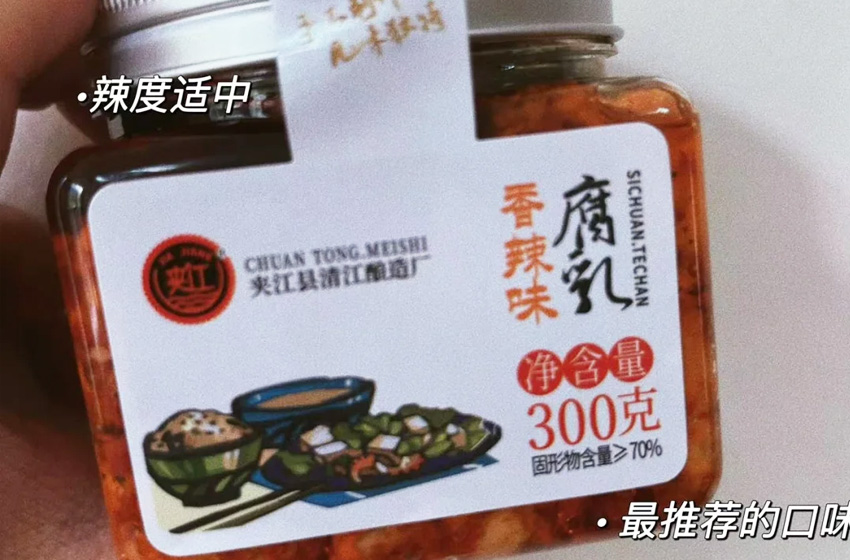 ·辣度适中
夹江
®
CHUAN TONG.MEISHI
夹江县清江酿造厂
香辣味
腐乳
SICHUAN.TECHAN
净含量
300克
固形物含量≥70%
·最推荐的口味